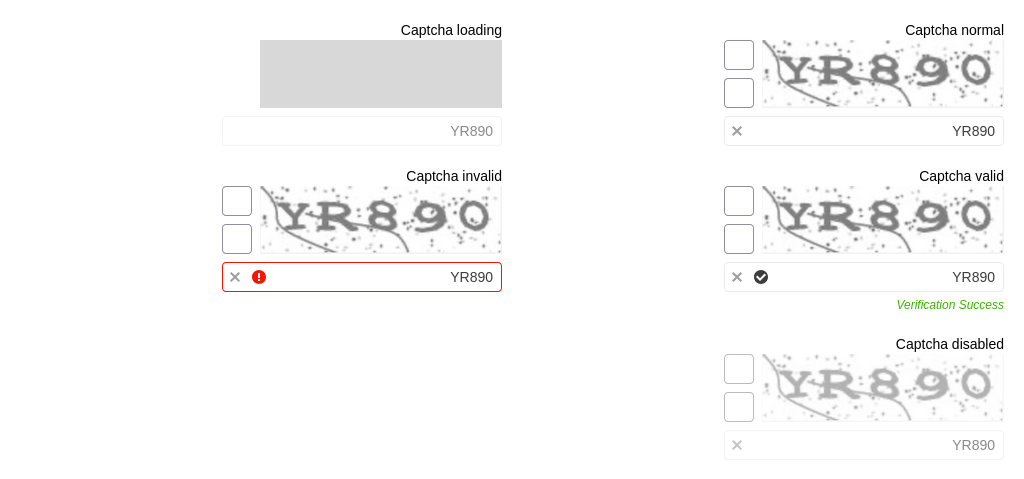 Captcha loading
YR890
Captcha normal
YR890
YR890
Captcha invalid
YR890
YR890
Captcha valid
YR890
YR890
Verification Success
Captcha disabled
YR890
YR890